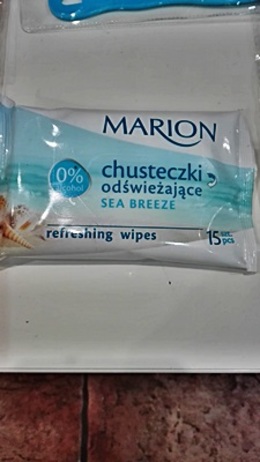 MARION
0%
alcohol
chusteczki
odświeżające
SEA BREEZE
refreshing wipes
15 szt.
pcs